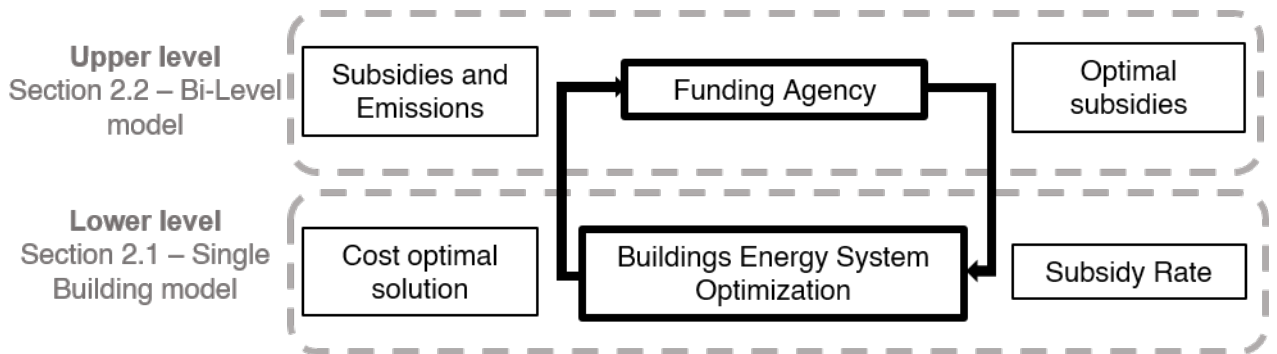 Upper level
Section 2.2 – Bi-Level
model
Subsidies and
Emissions
Funding Agency
Optimal
subsidies
Lower level
Section 2.1 – Single
Building model
Cost optimal
solution
Buildings Energy System
Optimization
Subsidy Rate